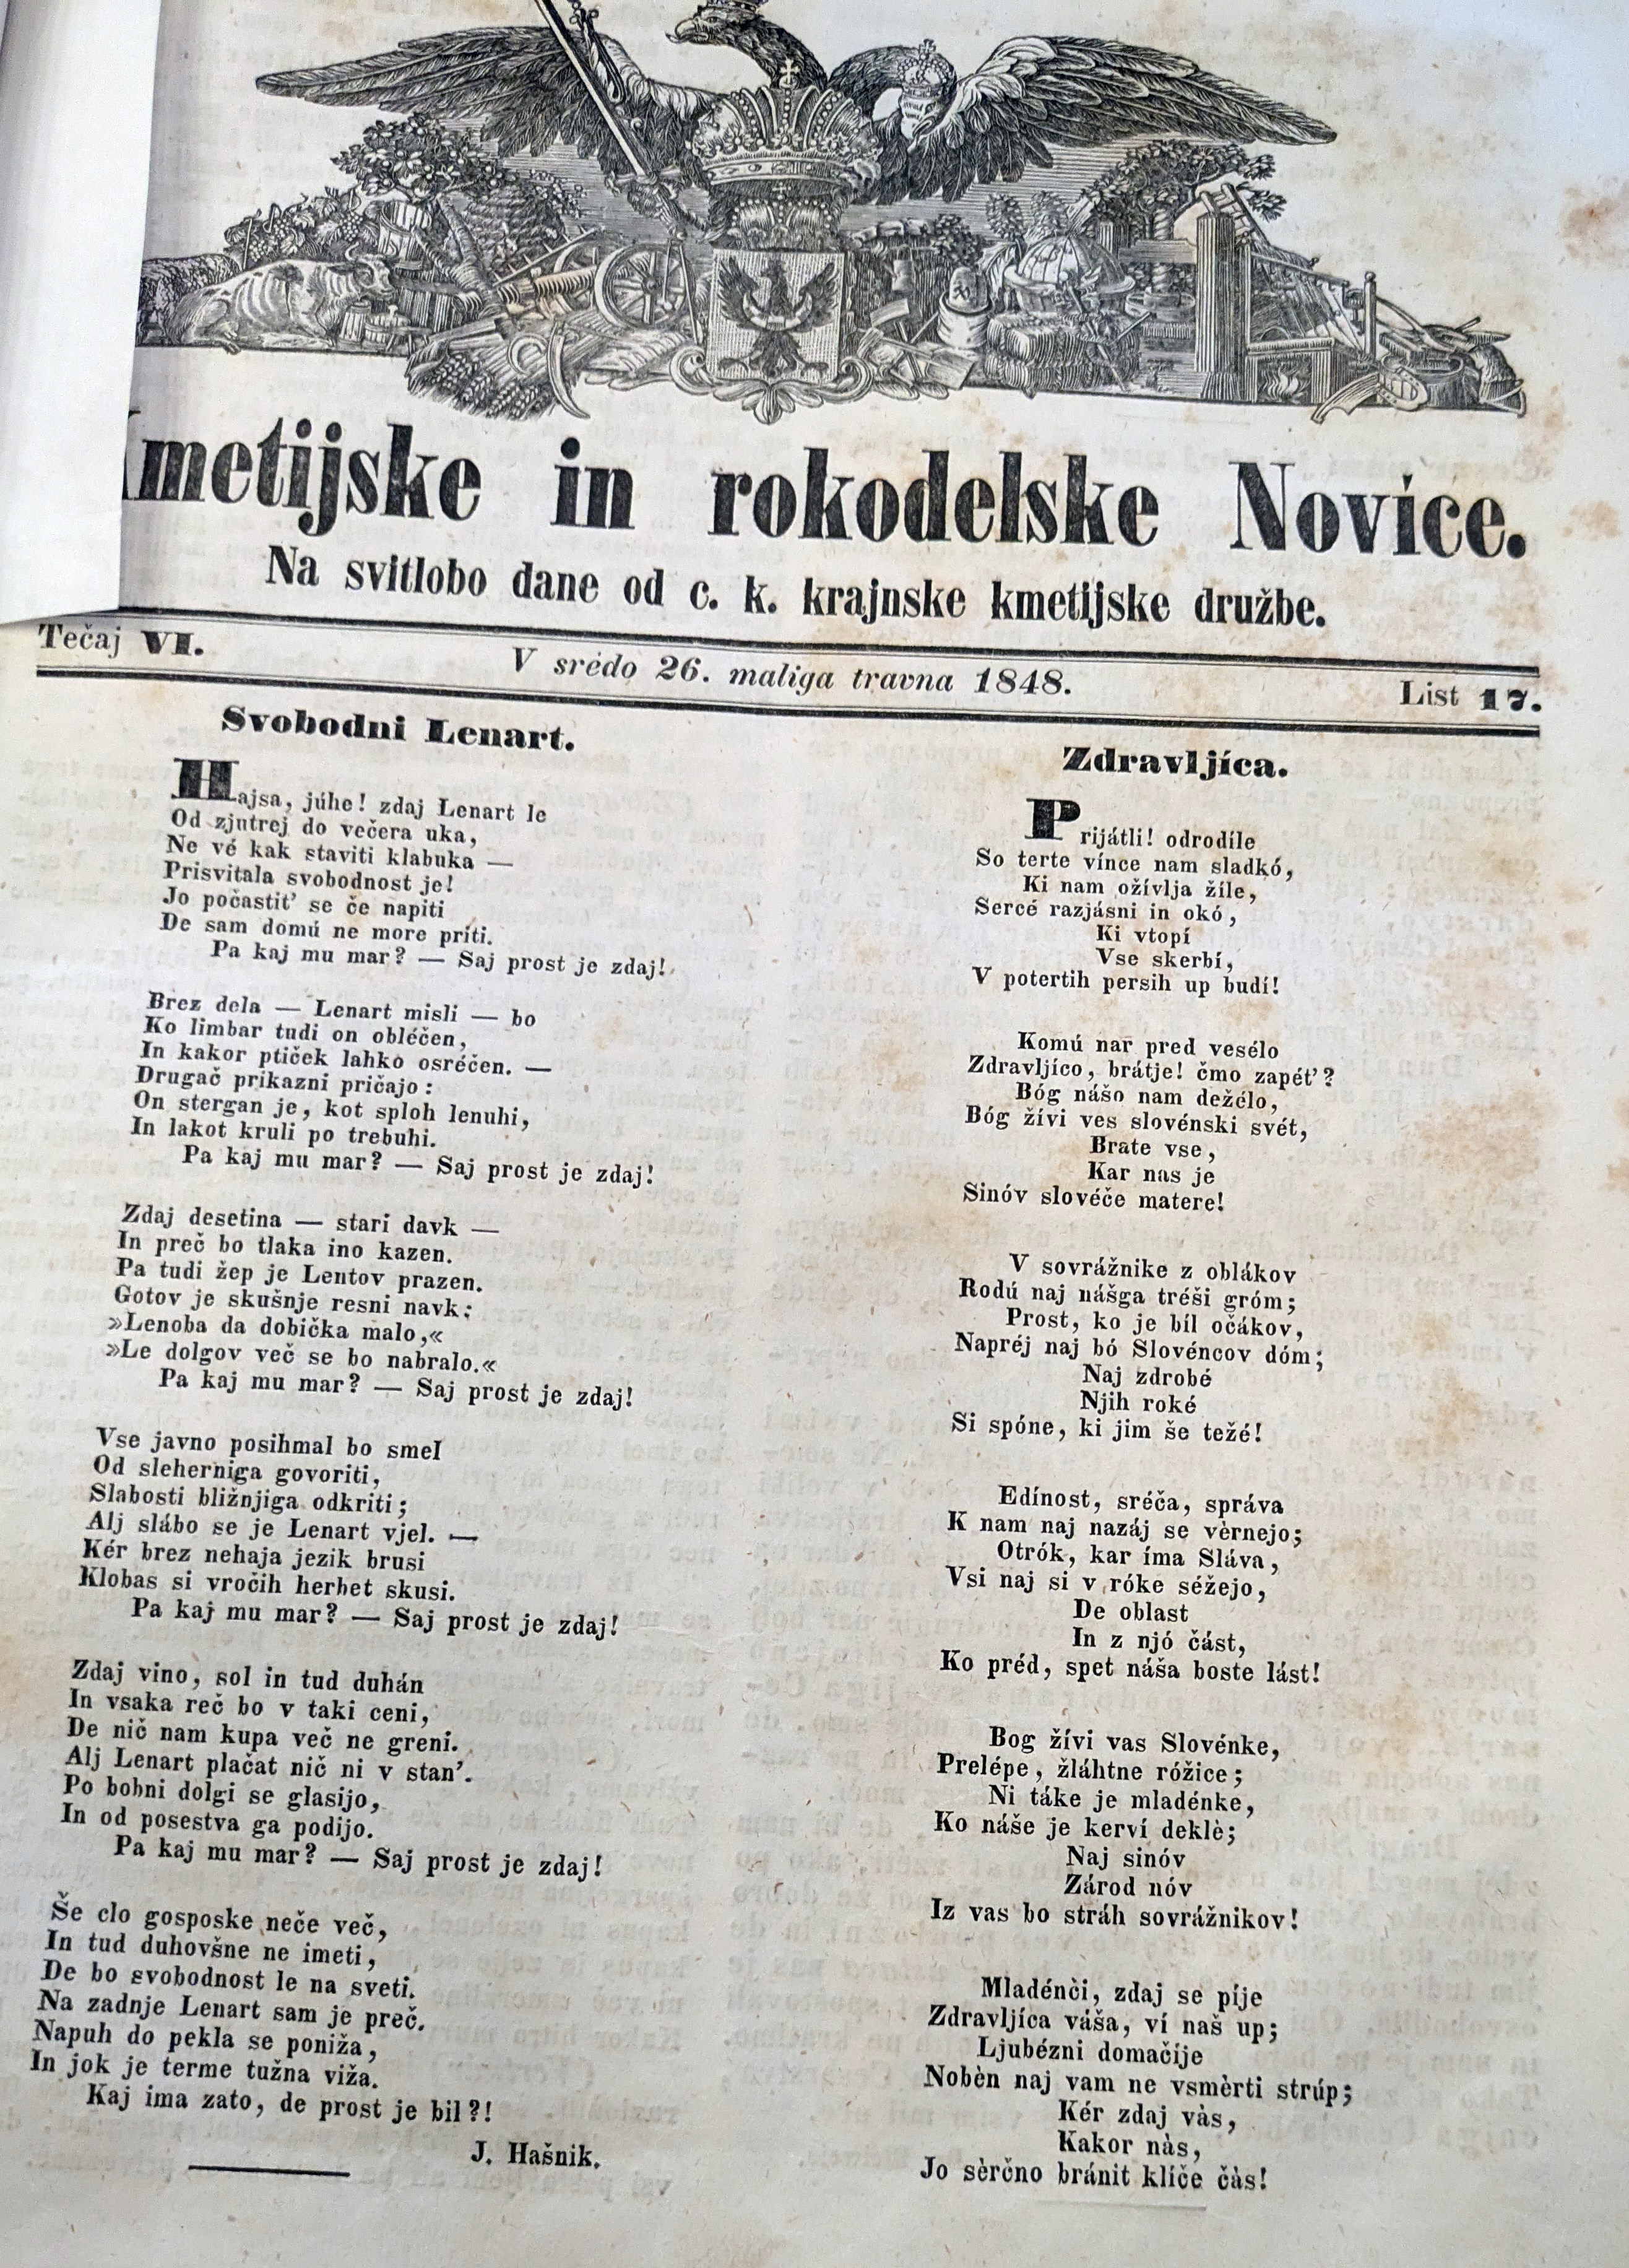 Kmetijske in rokodelske Novice.
Na svitlobo dane od c. k. krajnske kmetijske družbe.
Tečaj VI.
V srédo 26. maliga travna 1848.
List 17.
Svobodni Lenart.
Hajsa, júhe! zdaj Lenart le
Od zjutrej do večera uka,
Ne vé kak staviti klabuka —
Prisvitala svobodnost je!
Jo počastit' se če napiti
De sam domú ne more príti.
Pa kaj mu mar? — Saj prost je zdaj!
Brez dela — Lenart misli — bo
Ko limbar tudi on obléčen,
In kakor ptiček lahko osréčen. —
Drugač prikazni pričajo:
On stergan je, kot sploh lenuhi,
In lakot kruli po trebuhi.
Pa kaj mu mar? — Saj prost je zdaj!
Zdaj desetina — stari davk —
In preč bo tlaka ino kazen.
Pa tudi žep je Lentov prazen.
Gotov je skušnje resni navk:
»Lenoba da dobička malo,«
»Le dolgov več se bo nabralo.«
Pa kaj mu mar? — Saj prost je zdaj!
Vse javno posihmal bo smel
Od sleherniga govoriti,
Slabosti bližnjiga odkriti;
Alj slábo se je Lenart vjel. —
Kér brez nehaja jezik brusi
Klobas si vročih herbet skusi.
Pa kaj mu mar? — Saj prost je zdaj!
Zdaj vino, sol in tud duhán
In vsaka reč bo v taki ceni,
De nič nam kupa več ne greni.
Alj Lenart plačat nič ni v stan'.
Po bobni dolgi se glasijo,
In od posestva ga podijo.
Pa kaj mu mar? — Saj prost je zdaj!
Še clo gosposke neče več,
In tud duhovšne ne imeti,
De bo svobodnost le na sveti.
Na zadnje Lenart sam je preč.
Napuh do pekla se poniža,
In jok je terme tužna viža.
Kaj ima zato, de prost je bil?!
J. Hašnik.
Zdravljíca.
Prijátli! odrodíle
So terte vínce nam sladkó,
Ki nam ožívlja žíle,
Sercé razjásni in okó,
Ki vtopí
Vse skerbí,
V potertih persih up budí!
Komú nar pred vesélo
Zdravljíco, brátje! čmo zapét'?
Bóg nášo nam dežélo,
Bóg žívi ves slovénski svét,
Brate vse,
Kar nas je
Sinóv slovéče matere!
V sovrážnike z oblákov
Rodú naj nášga tréši gróm;
Prost, ko je bíl očákov,
Napréj naj bó Slovéncov dóm;
Naj zdrobé
Njih roké
Si spóne, ki jim še težé!
Edínost, sréča, správa
K nam naj nazáj se vèrnejo;
Otrók, kar íma Sláva,
Vsi naj si v róke séžejo,
De oblast
In z njó část,
Ko préd, spet náša boste lást!
Bog žívi vas Slovénke,
Prelépe, žláhtne róžice;
Ni táke je mladénke,
Ko náše je kerví deklè;
Naj sinóv
Zárod nóv
Iz vas bo stráh sovrážnikov!
Mladénči, zdaj se píje
Zdravljíca váša, ví naš up;
Ljubézni domačíje
Nobèn naj vam ne vsmèrti strúp;
Kér zdaj vàs,
Kakor nàs,
Jo sèrčno bránit klíče čàs!